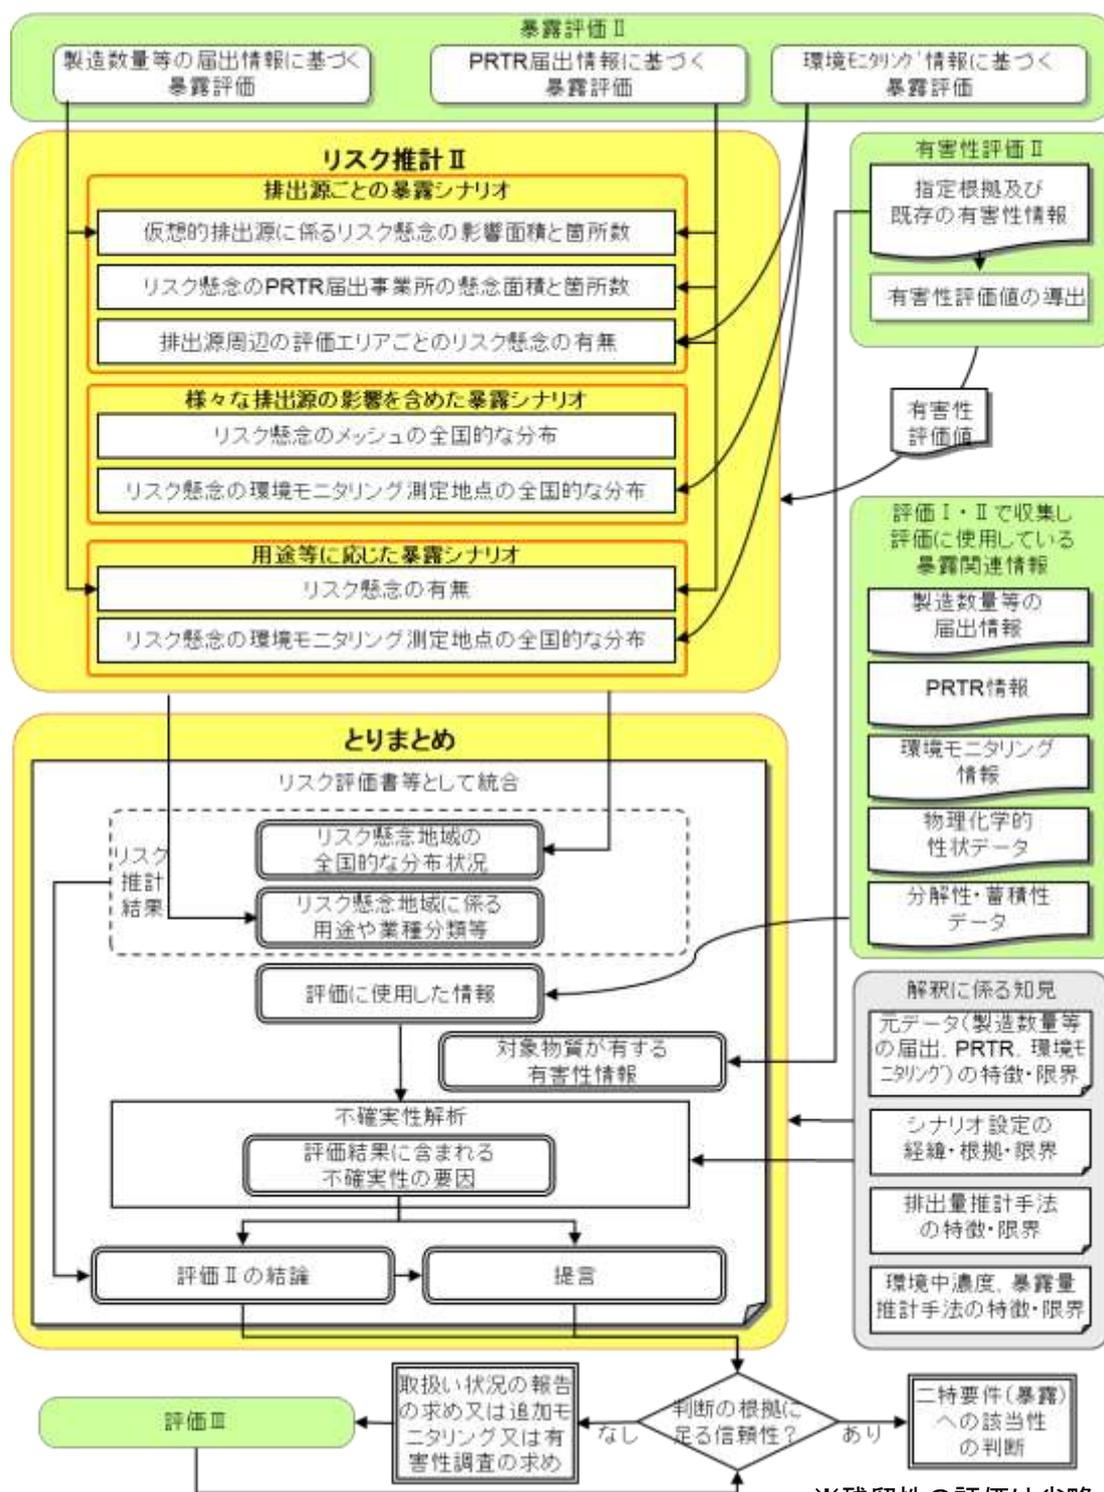 暴露評価Ⅱ
製造数量等の届出情報に基づく
暴露評価
PRTR届出情報に基づく
暴露評価
環境モニタリング情報に基づく
暴露評価
リスク推計Ⅱ
排出源ごとの暴露シナリオ
仮想的排出源に係るリスク懸念の影響面積と箇所数
リスク懸念のPRTR届出事業所の懸念面積と箇所数
排出源周辺の評価エリアごとのリスク懸念の有無
様々な排出源の影響を含めた暴露シナリオ
リスク懸念のメッシュの全国的な分布
リスク懸念の環境モニタリング測定地点の全国的な分布
用途等に応じた暴露シナリオ
リスク懸念の有無
リスク懸念の環境モニタリング測定地点の全国的な分布
有害性評価Ⅱ
指定根拠及び
既存の有害性情報
有害性評価値の導出
有害性
評価値
評価Ⅰ・Ⅱで収集し
評価に使用している
暴露関連情報
製造数量等の
届出情報
PRTR情報
環境モニタリング
情報
物理化学的
性状データ
分解性・蓄積性
データ
とりまとめ
リスク評価書等として統合
リスク
推計
結果
リスク懸念地域の
全国的な分布状況
リスク懸念地域に係る
用途や業種分類等
評価に使用した情報
対象物質が有する
有害性情報
不確実性解析
評価結果に含まれる
不確実性の要因
評価Ⅱの結論
提言
解釈に係る知見
元データ(製造数量等
の届出、PRTR、環境モ
ニタリング)の特徴・限界
シナリオ設定の
経緯・根拠・限界
排出量推計手法
の特徴・限界
環境中濃度、暴露量
推計手法の特徴・限界
評価Ⅲ
取扱い状況の報告
の求め又は追加モ
ニタリング又は有
害性調査の求め
なし
判断の根拠に
足る信頼性?
あり
二特要件(暴露)
への該当性
の判断